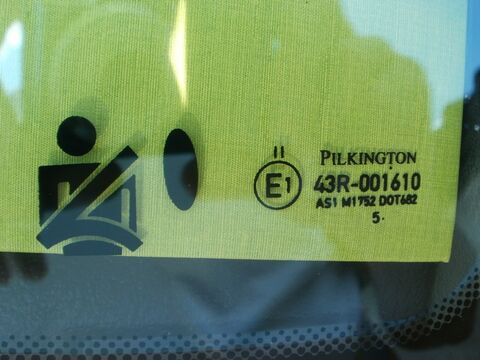 II
PILKINGTON
E1
43R-001610
AS1 M1752 DOT682
5.